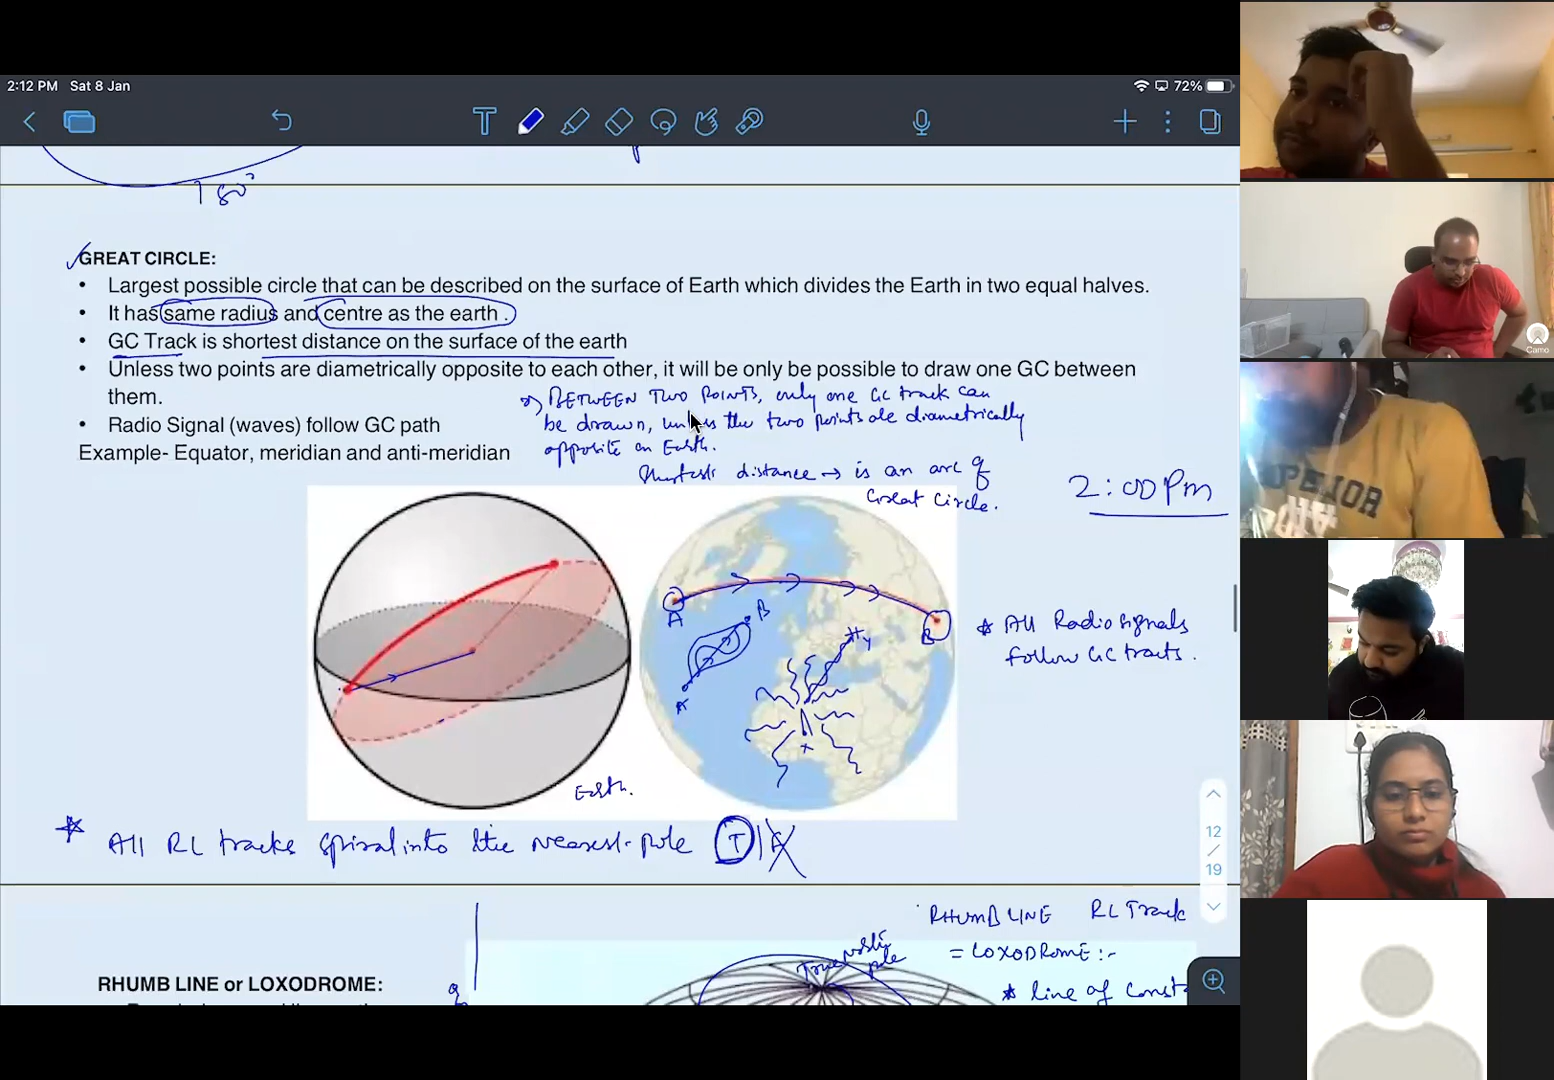 2:12 PM Sat 8 Jan
72%
180°
GREAT CIRCLE:
• Largest possible circle that can be described on the surface of Earth which divides the Earth in two equal halves.
• It has same radius and centre as the earth .
• GC Track is shortest distance on the surface of the earth
• Unless two points are diametrically opposite to each other, it will be only be possible to draw one GC between
them.
BETWEEN TWO POINTS, only one GC track can
• Radio Signal (waves) follow GC path
be drawn, unless the two points are diametrically
Example- Equator, meridian and anti-meridian
opposite on Earth.
Shortest distance → is an arc of
Great Circle.
2:00 Pm
A
B
B
A
Y
X
* All Radio signals
follow GC tracts.
Earth.
* All RL tracks spiral into the nearest pole T/F
12
/
19
RHUMB LINE RL Track
= LOXODROME :-
True North
pole
RHUMB LINE or LOXODROME:
* line of const
Camo